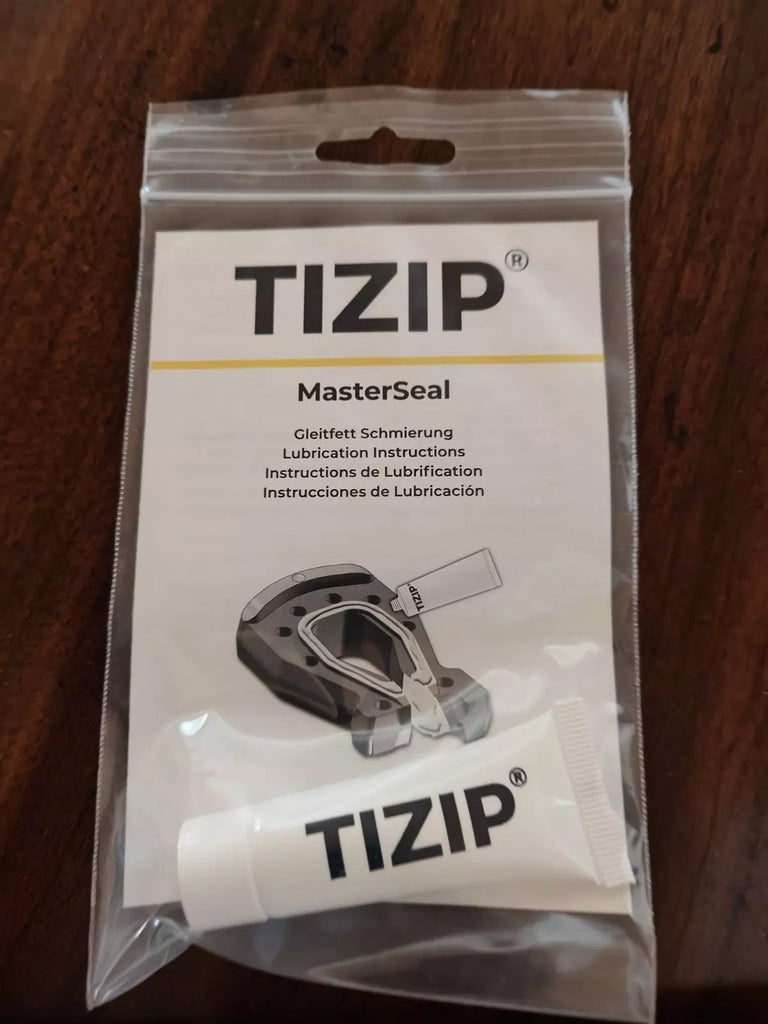 TIZIP®
MasterSeal
Gleitfett Schmierung
Lubrication Instructions
Instructions de Lubrification
Instrucciones de Lubricación
TIZIP®
TIZIP®